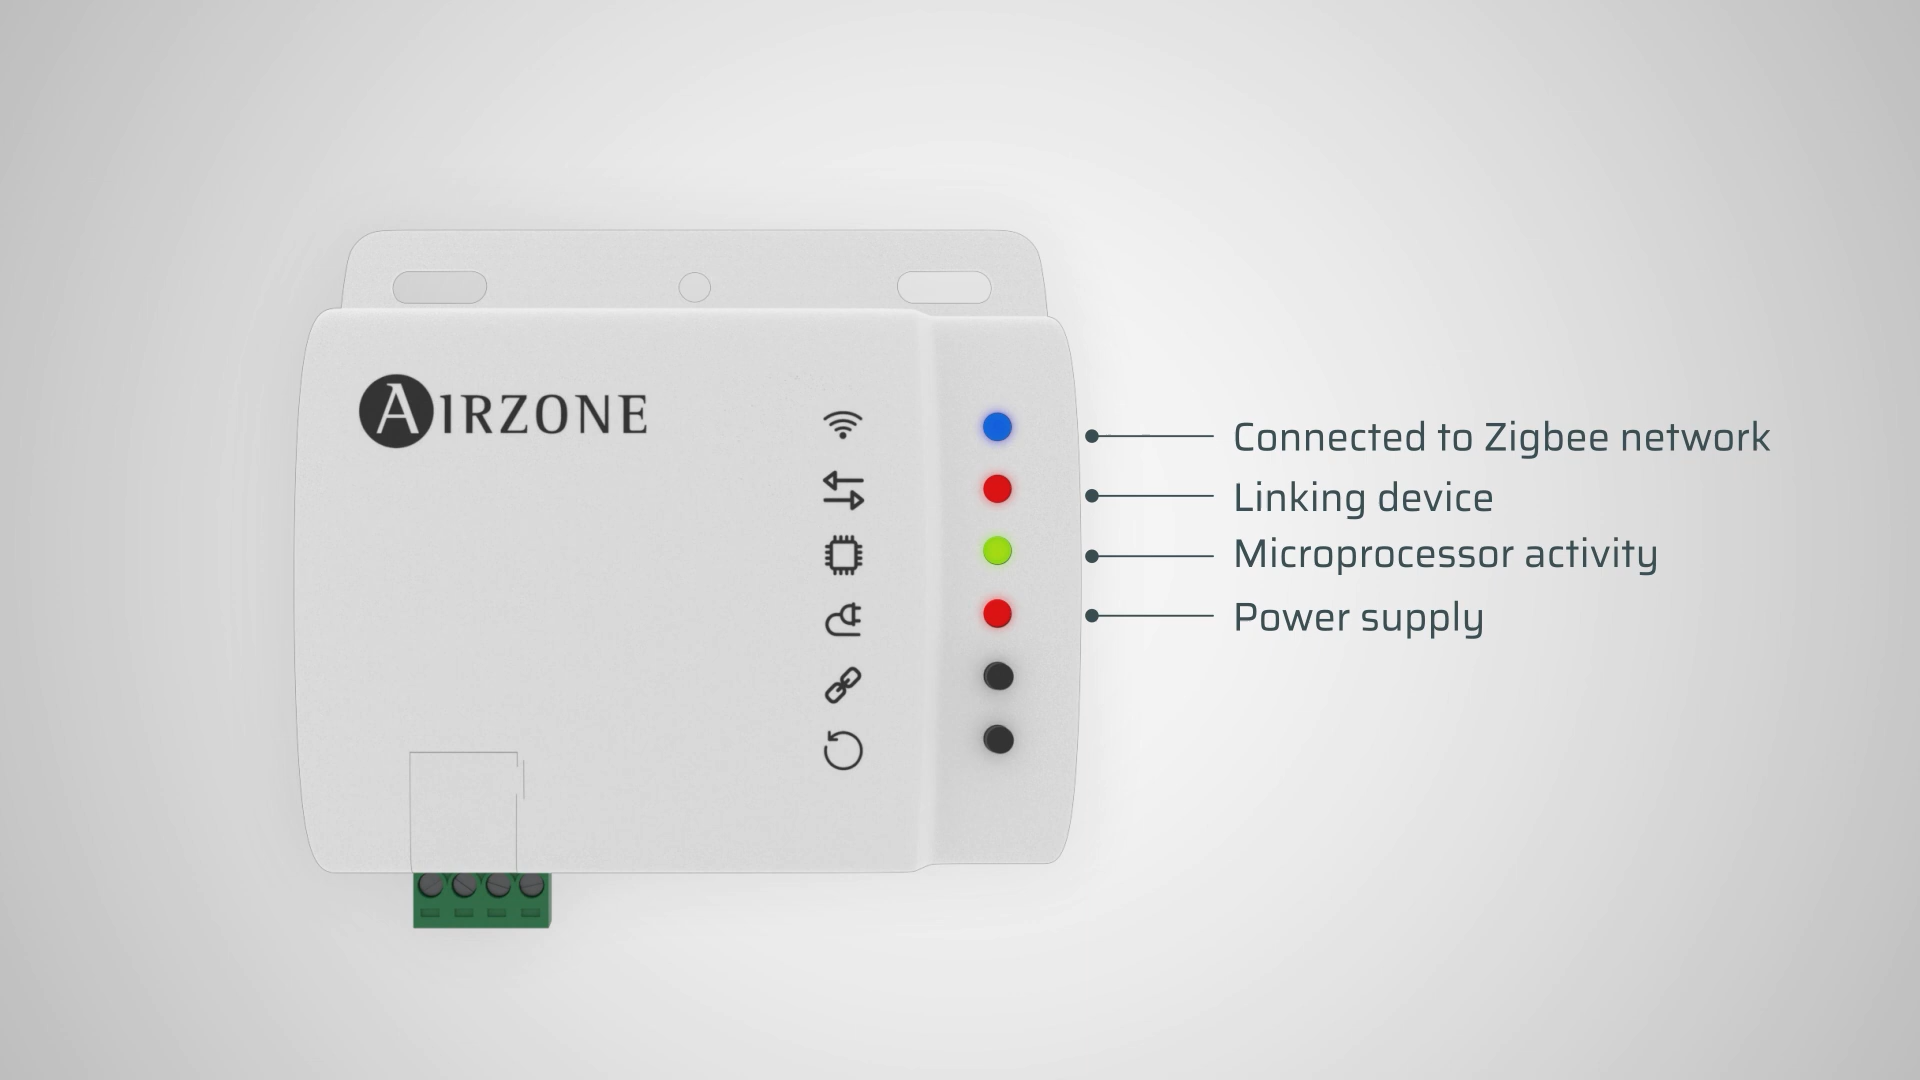 AIRZONE
Connected to Zigbee network
Linking device
Microprocessor activity
Power supply